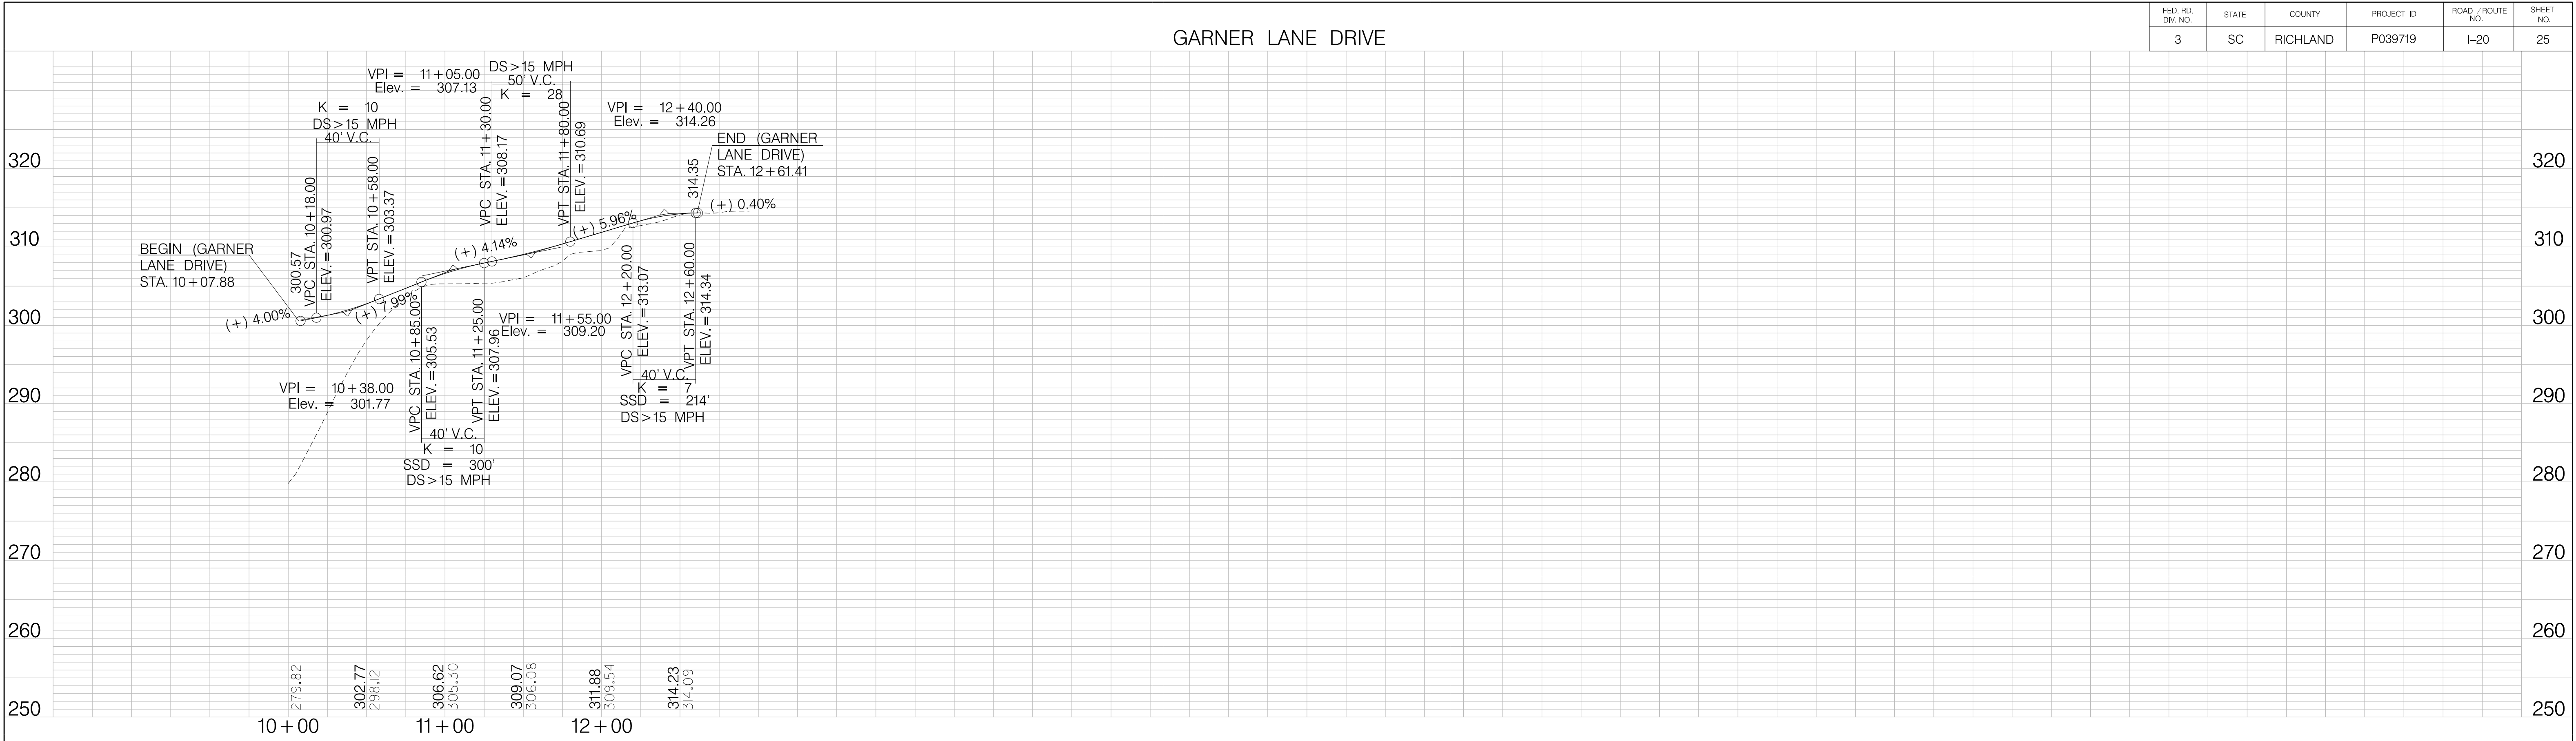 GARNER LANE DRIVE
FED. RD. DIV. NO.
STATE
COUNTY
PROJECT ID
ROAD / ROUTE NO.
SHEET NO.
3
SC
RICHLAND
P039719
I-20
25
BEGIN (GARNER
LANE DRIVE)
STA. 10+07.88
(+) 4.00%
300.57
VPC STA. 10+18.00
ELEV. = 300.97
K = 10
DS>15 MPH
40' V.C.
VPT STA. 10+58.00
ELEV. = 303.37
VPI = 10+38.00
Elev. = 301.77
(+) 7.99%
VPI = 11+05.00
Elev. = 307.13
VPC STA. 10+85.00
ELEV. = 305.53
VPT STA. 11+25.00
ELEV. = 307.96
40' V.C.
K = 10
SSD = 300'
DS>15 MPH
(+) 4.14%
DS>15 MPH
50' V.C.
K = 28
VPC STA. 11+30.00
ELEV. = 308.17
VPT STA. 11+80.00
ELEV. = 310.69
VPI = 11+55.00
Elev. = 309.20
(+) 5.96%
VPI = 12+40.00
Elev. = 314.26
VPC STA. 12+20.00
ELEV. = 313.07
VPT STA. 12+60.00
ELEV. = 314.34
40' V.C.
K = 7
SSD = 214'
DS>15 MPH
314.35
END (GARNER
LANE DRIVE)
STA. 12+61.41
(+) 0.40%
320 320
310 310
300 300
290 290
280 280
270 270
260 260
250 250
279.82
302.77
298.12
306.62
305.30
309.07
306.08
311.88
309.54
314.23
314.09
10+00 11+00 12+00